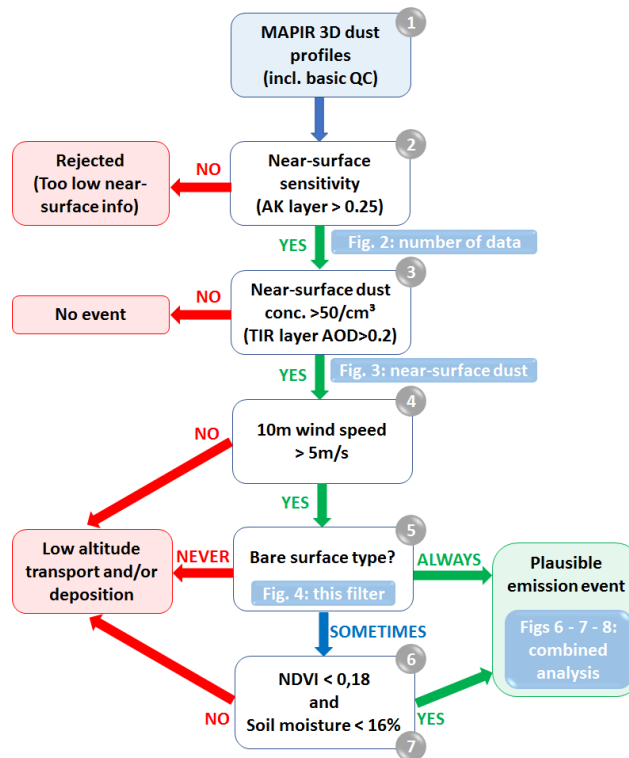 1
MAPIR 3D dust
profiles
(incl. basic QC)
2
Rejected
(Too low near-
surface info)
NO
Near-surface
sensitivity
(AK layer > 0.25)
YES
Fig. 2: number of data
3
No event
NO
Near-surface dust
conc. >50/cm³
(TIR layer AOD>0.2)
YES
Fig. 3: near-surface dust
4
NO
10m wind speed
> 5m/s
YES
5
Low altitude
transport and/or
deposition
NEVER
Bare surface type?
Fig. 4: this filter
ALWAYS
Plausible
emission event
Figs 6 - 7 - 8:
combined
analysis
SOMETIMES
6
NO
NDVI < 0,18
and
Soil moisture < 16%
YES
7